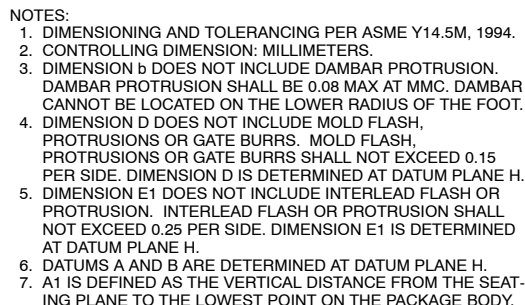 NOTES:
1. DIMENSIONING AND TOLERANCING PER ASME Y14.5M, 1994.
2. CONTROLLING DIMENSION: MILLIMETERS.
3. DIMENSION b DOES NOT INCLUDE DAMBAR PROTRUSION.
DAMBAR PROTRUSION SHALL BE 0.08 MAX AT MMC. DAMBAR
CANNOT BE LOCATED ON THE LOWER RADIUS OF THE FOOT.
4. DIMENSION D DOES NOT INCLUDE MOLD FLASH,
PROTRUSIONS OR GATE BURRS. MOLD FLASH,
PROTRUSIONS OR GATE BURRS SHALL NOT EXCEED 0.15
PER SIDE. DIMENSION D IS DETERMINED AT DATUM PLANE H.
5. DIMENSION E1 DOES NOT INCLUDE INTERLEAD FLASH OR
PROTRUSION. INTERLEAD FLASH OR PROTRUSION SHALL
NOT EXCEED 0.25 PER SIDE. DIMENSION E1 IS DETERMINED
AT DATUM PLANE H.
6. DATUMS A AND B ARE DETERMINED AT DATUM PLANE H.
7. A1 IS DEFINED AS THE VERTICAL DISTANCE FROM THE SEAT-
ING PLANE TO THE LOWEST POINT ON THE PACKAGE BODY.